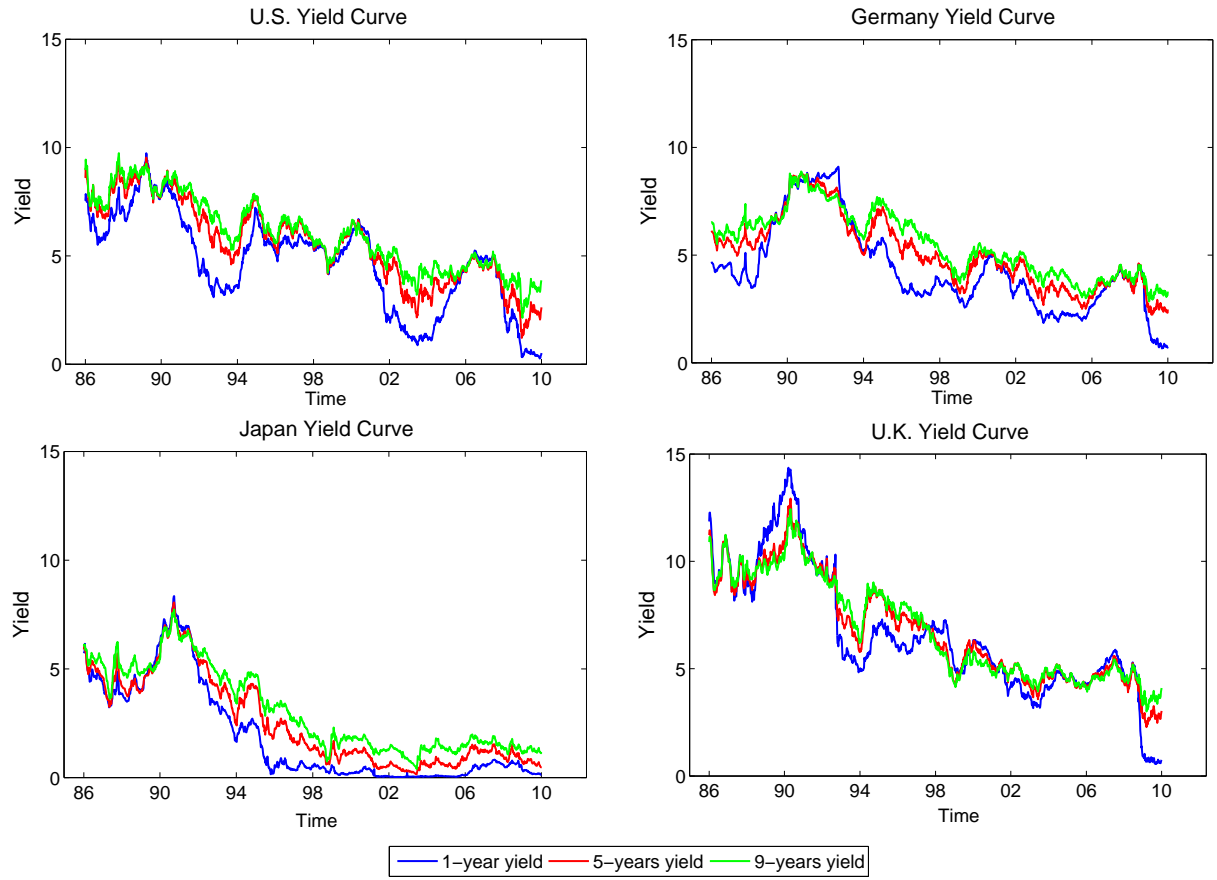 U.S. Yield Curve
15
10
5
0
Yield
86 90 94 98 02 06 10
Time
Germany Yield Curve
15
10
5
0
Yield
86 90 94 98 02 06 10
Time
Japan Yield Curve
15
10
5
0
Yield
86 90 94 98 02 06 10
Time
U.K. Yield Curve
15
10
5
0
Yield
86 90 94 98 02 06 10
Time
1−year yield 5−years yield 9−years yield